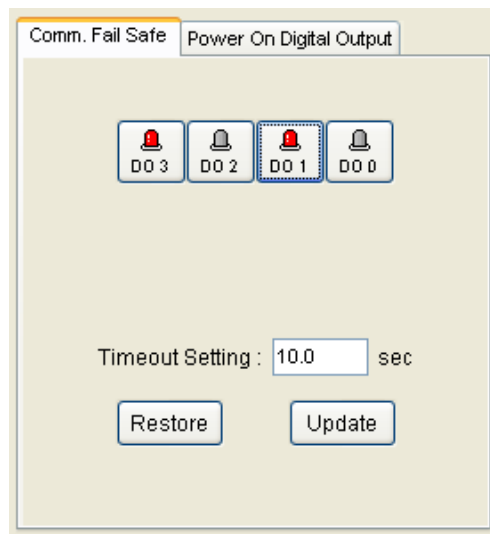 Comm. Fail Safe Power On Digital Output
DO 3 DO 2 DO 1 DO 0
Timeout Setting : 10.0 sec
Restore Update